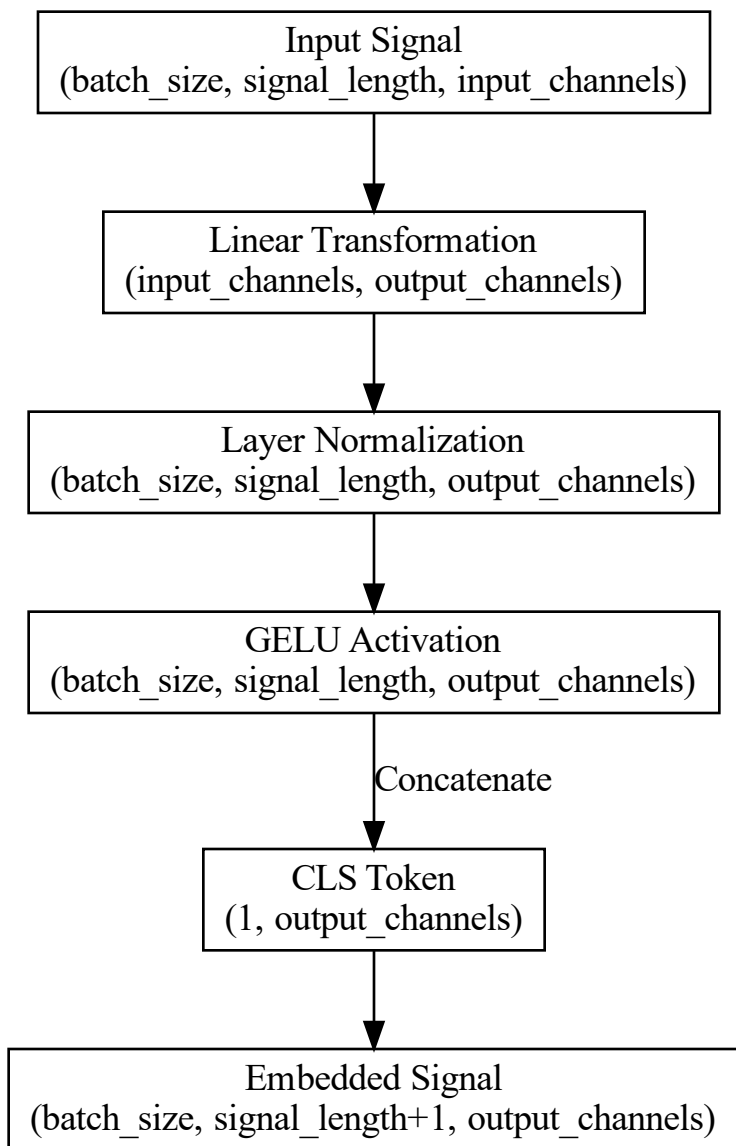 Input Signal
(batch_size, signal_length, input_channels)
Linear Transformation
(input_channels, output_channels)
Layer Normalization
(batch_size, signal_length, output_channels)
GELU Activation
(batch_size, signal_length, output_channels)
Concatenate
CLS Token
(1, output_channels)
Embedded Signal
(batch_size, signal_length+1, output_channels)